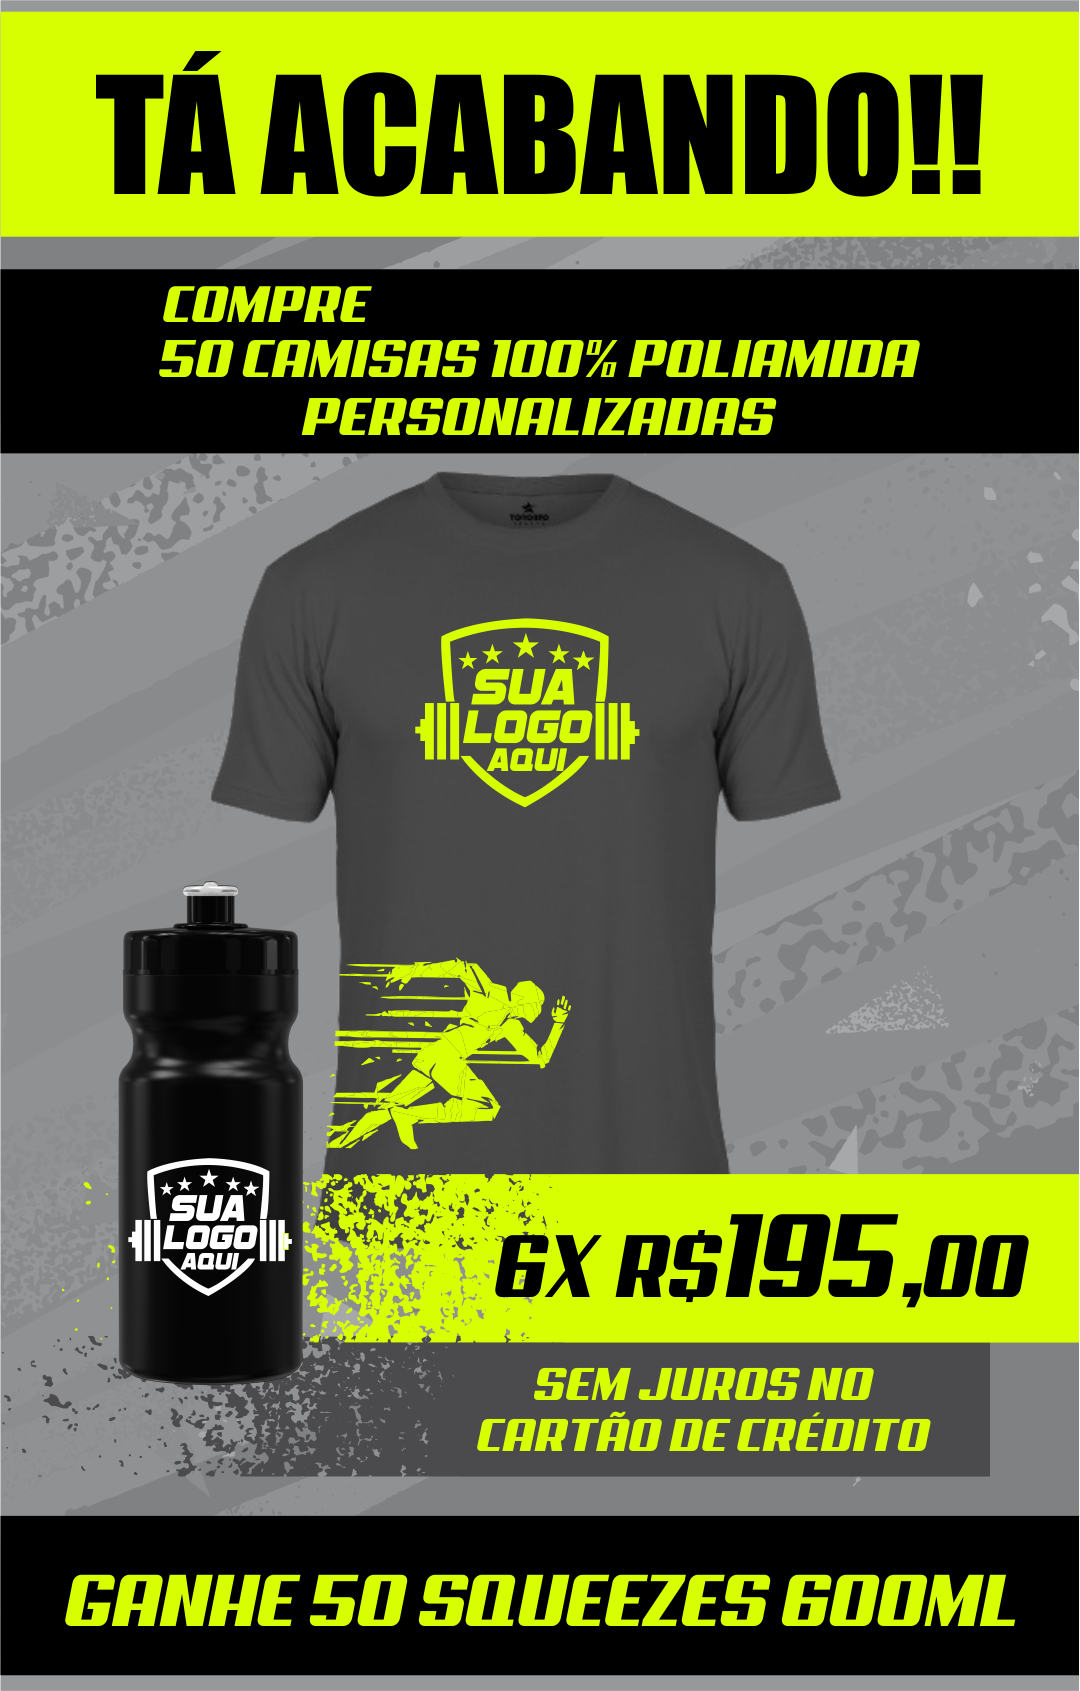 TÁ ACABANDO!!
COMPRE
50 CAMISAS 100% POLIAMIDA
PERSONALIZADAS
SUA
LOGO
AQUI
SUA
LOGO
AQUI
6X R$195,00
SEM JUROS NO
CARTÃO DE CRÉDITO
GANHE 50 SQUEEZES 600ML